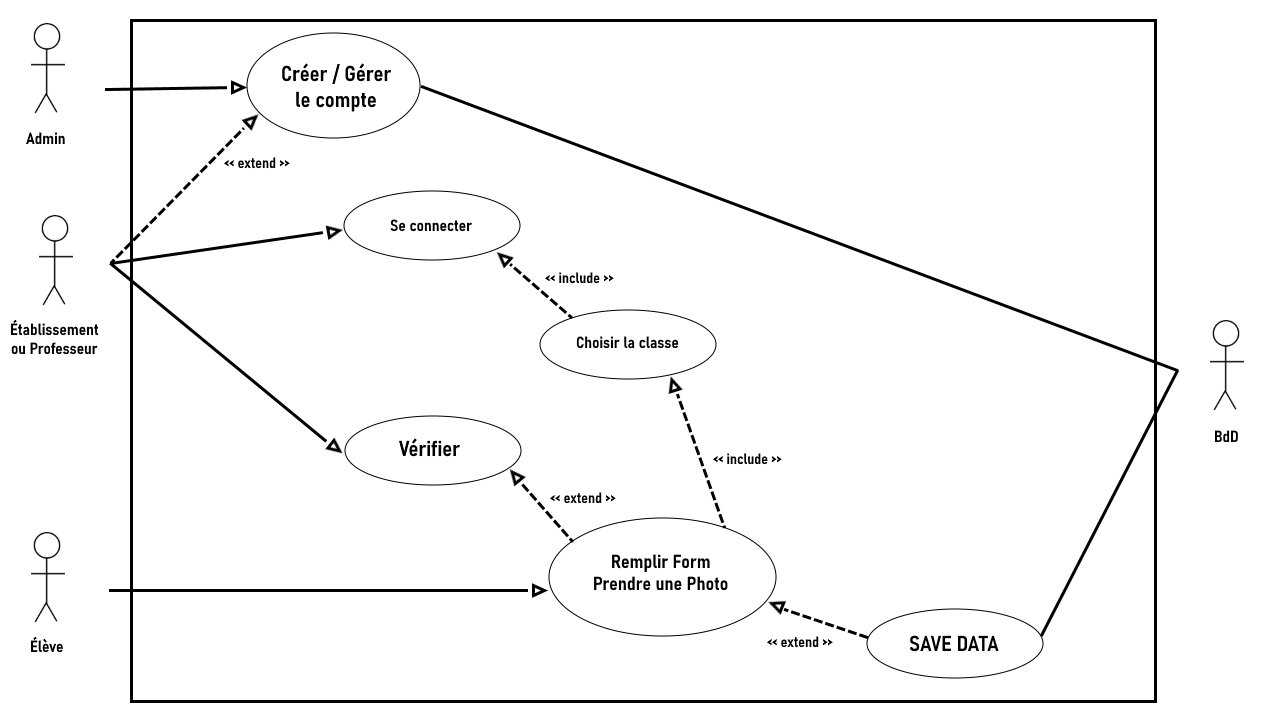 Créer / Gérer
le compte
Admin
<< extend >>
Se connecter
<< include >>
Établissement
ou Professeur
Choisir la classe
BdD
Vérifier
<< include >>
<< extend >>
Remplir Form
Prendre une Photo
Élève
<< extend >>
SAVE DATA